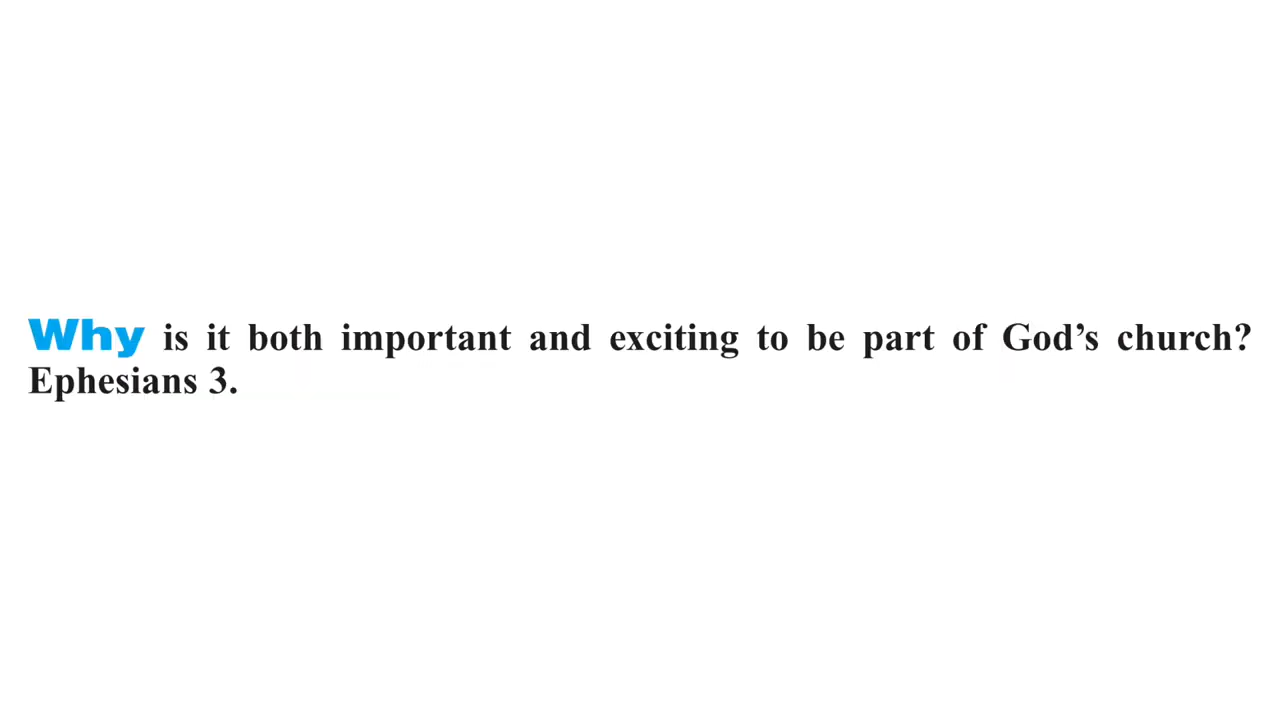 Why is it both important and exciting to be part of God’s church?
Ephesians 3.